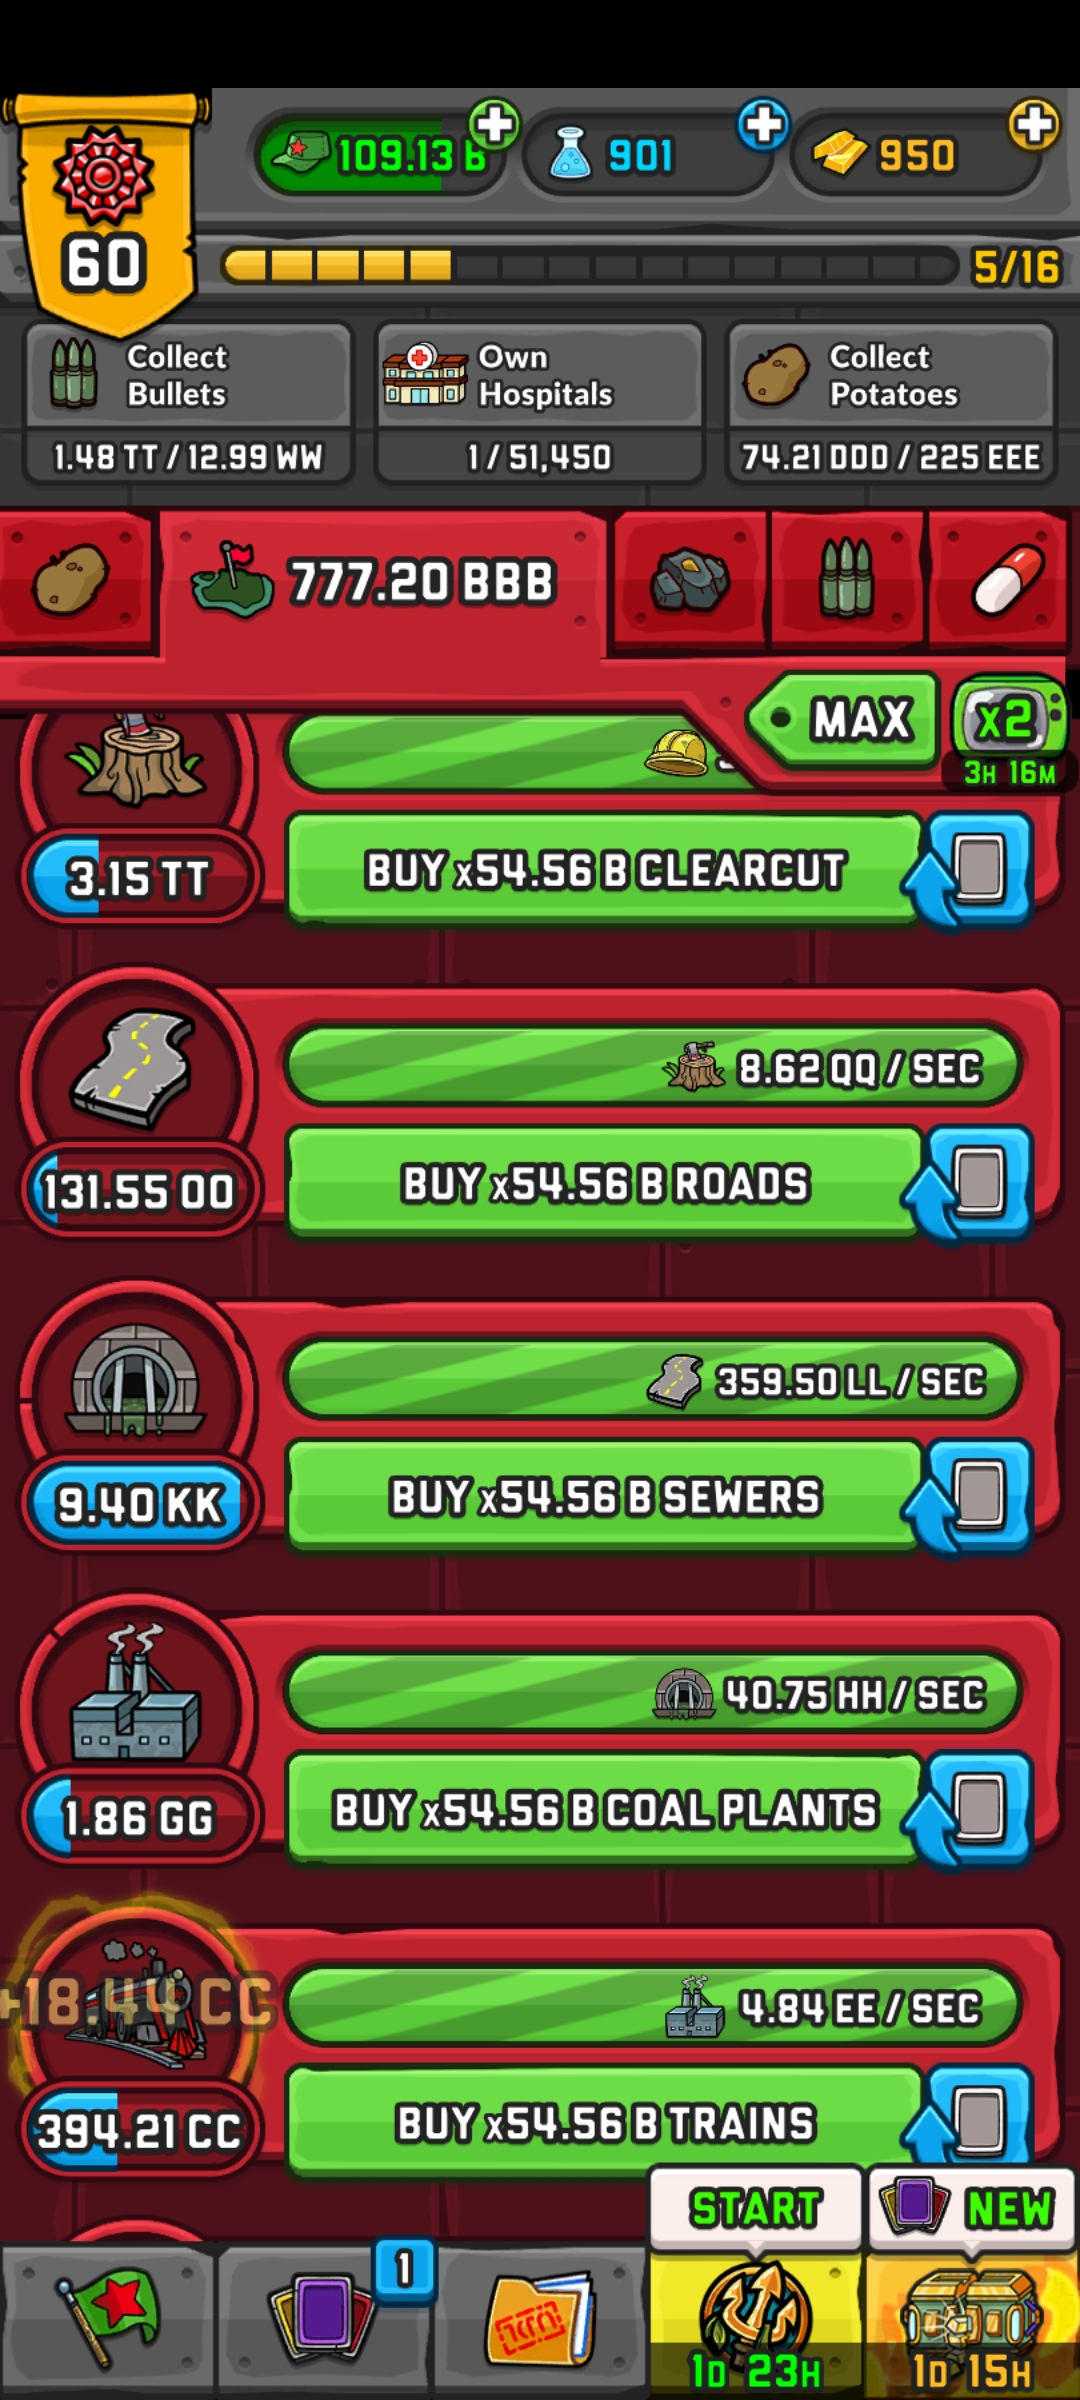 109.13 B
901
950
60
5/16
Collect
Bullets
1.48 TT / 12.99 WW
Own
Hospitals
1 / 51,450
Collect
Potatoes
74.21 DDD / 225 EEE
777.20 BBB
MAX
x2
3H 16M
3.15 TT
BUY x54.56 B CLEARCUT
8.62 QQ / SEC
131.55 OO
BUY x54.56 B ROADS
359.50 LL / SEC
9.40 KK
BUY x54.56 B SEWERS
40.75 HH / SEC
1.86 GG
BUY x54.56 B COAL PLANTS
+18.44 CC
4.84 EE / SEC
394.21 CC
BUY x54.56 B TRAINS
START
NEW
1
1D 23H
1D 15H